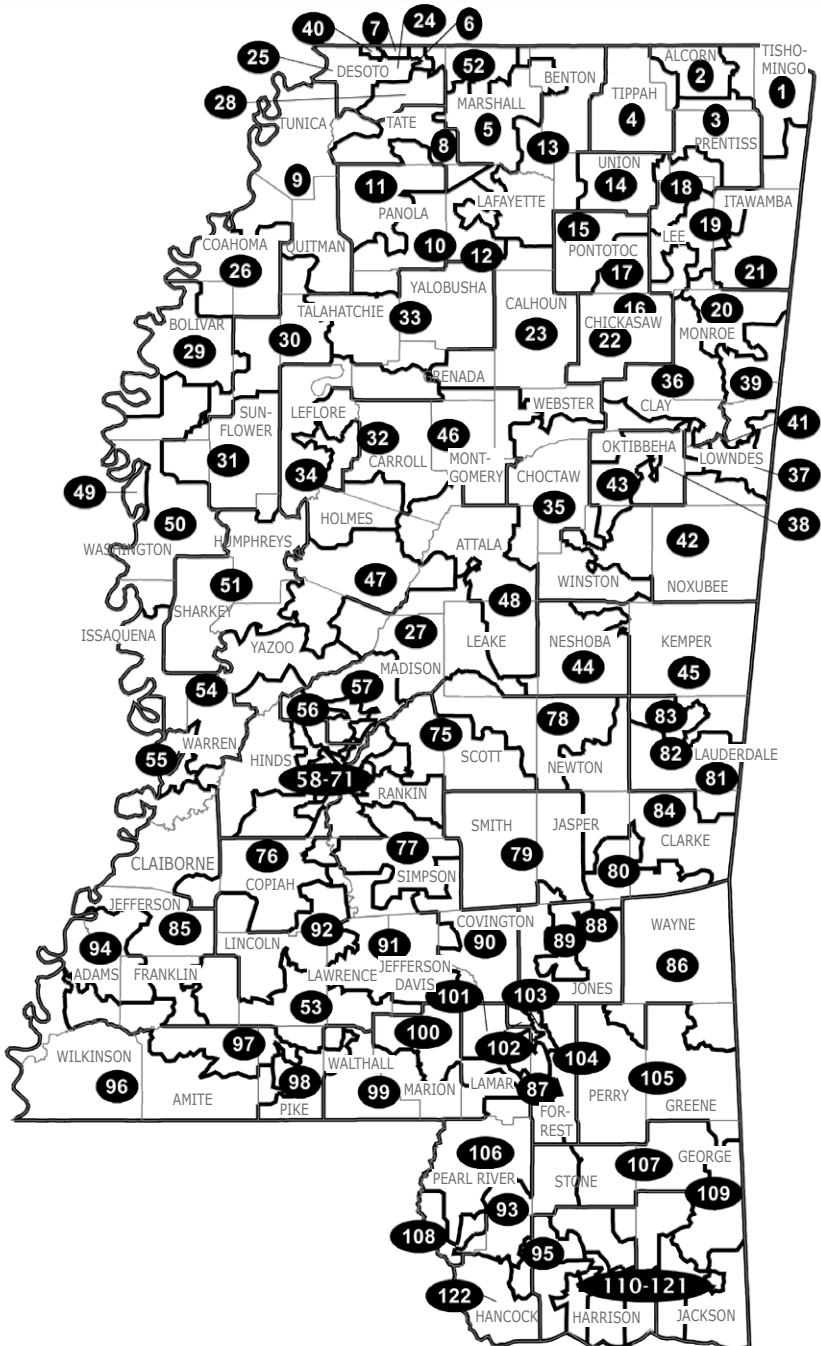 40
7
24
6
25
DESOTO
52
BENTON
ALCORN
2
TISHO-
MINGO
1
28
MARSHALL
5
TIPPAH
4
3
PRENTISS
TUNICA
TATE
8
13
9
11
PANOLA
LAFAYETTE
UNION
14
18
ITAWAMBA
COAHOMA
26
QUITMAN
10
12
15
PONTOTOC
17
LEE
19
21
YALOBUSHA
TALAHATCHIE
33
CALHOUN
23
16
CHICKASAW
22
20
MONROE
BOLIVAR
29
30
GRENADA
36
39
SUN-
FLOWER
31
LEFLORE
32
CARROLL
46
WEBSTER
CLAY
41
34
MONT-
GOMERY
CHOCTAW
35
OKTIBBEHA
43
LOWNDES
37
49
50
WASHINGTON
HUMPHREYS
HOLMES
38
ATTALA
42
51
SHARKEY
47
48
WINSTON
NOXUBEE
ISSAQUENA
YAZOO
27
LEAKE
NESHOBA
44
KEMPER
45
MADISON
54
57
56
WARREN
55
HINDS
75
SCOTT
78
NEWTON
83
82
LAUDERDALE
81
58-71
RANKIN
SMITH
79
JASPER
84
CLARKE
80
CLAIBORNE
76
COPIAH
77
SIMPSON
JEFFERSON
85
94
ADAMS
FRANKLIN
LINCOLN
92
LAWRENCE
91
JEFFERSON
DAVIS
COVINGTON
90
89
88
JONES
WAYNE
86
53
101
103
WILKINSON
96
97
AMITE
98
PIKE
WALTHALL
99
100
MARION
102
LAMAR
87
104
FOR-
REST
PERRY
105
GREENE
106
PEARL RIVER
STONE
107
GEORGE
109
93
108
95
122
HANCOCK
110-121
HARRISON
JACKSON